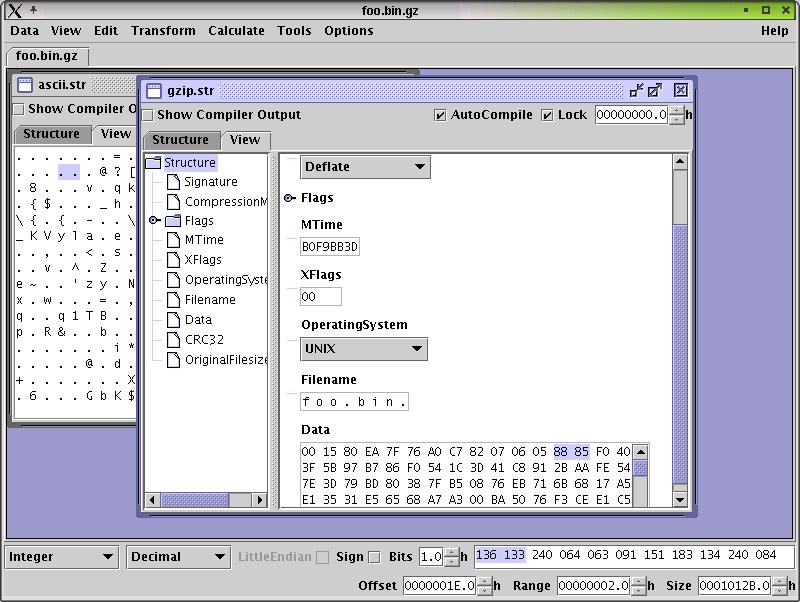 foo.bin.gz
Data View Edit Transform Calculate Tools Options Help
foo.bin.gz
ascii.str
Show Compiler O
Structure View
. . . . . . . = .
. . . . . . @ ? [
. 8 . . . v . q k
. { $ . . . _ h .
\ { . { . - . . \
_ K V y l a . e .
. . , . . < . s .
. . v . ^ . Z . .
e ~ . . ' z y . N
x . w . . . = . ,
q . . q 1 T B . .
p . R & . . b . .
. . . . . . . i *
. . . . . @ . d .
+ . . . . . . . X
. 6 . . . G b K $
gzip.str
Show Compiler Output AutoCompile Lock 00000000.0 h
Structure View
Structure
Signature
CompressionM
Flags
MTime
XFlags
OperatingSyste
Filename
Data
CRC32
OriginalFilesize
Deflate
Flags
MTime
B0F9BB3D
XFlags
00
OperatingSystem
UNIX
Filename
f o o . b i n .
Data
00 15 80 EA 7F 76 A0 C7 82 07 06 05 88 85 F0 40
3F 5B 97 B7 86 F0 54 1C 3D 41 C8 91 2B AA FE 54
7E 3D 79 BD 80 38 7F B5 08 76 EB 71 6B 68 17 A5
E1 35 31 E5 65 68 A7 A3 00 BA 50 76 F3 CE E1 C5
Integer Decimal LittleEndian Sign Bits 1.0 h 136 133 240 064 063 091 151 183 134 240 084
Offset 0000001E.0 h Range 00000002.0 h Size 0001012B.0 h